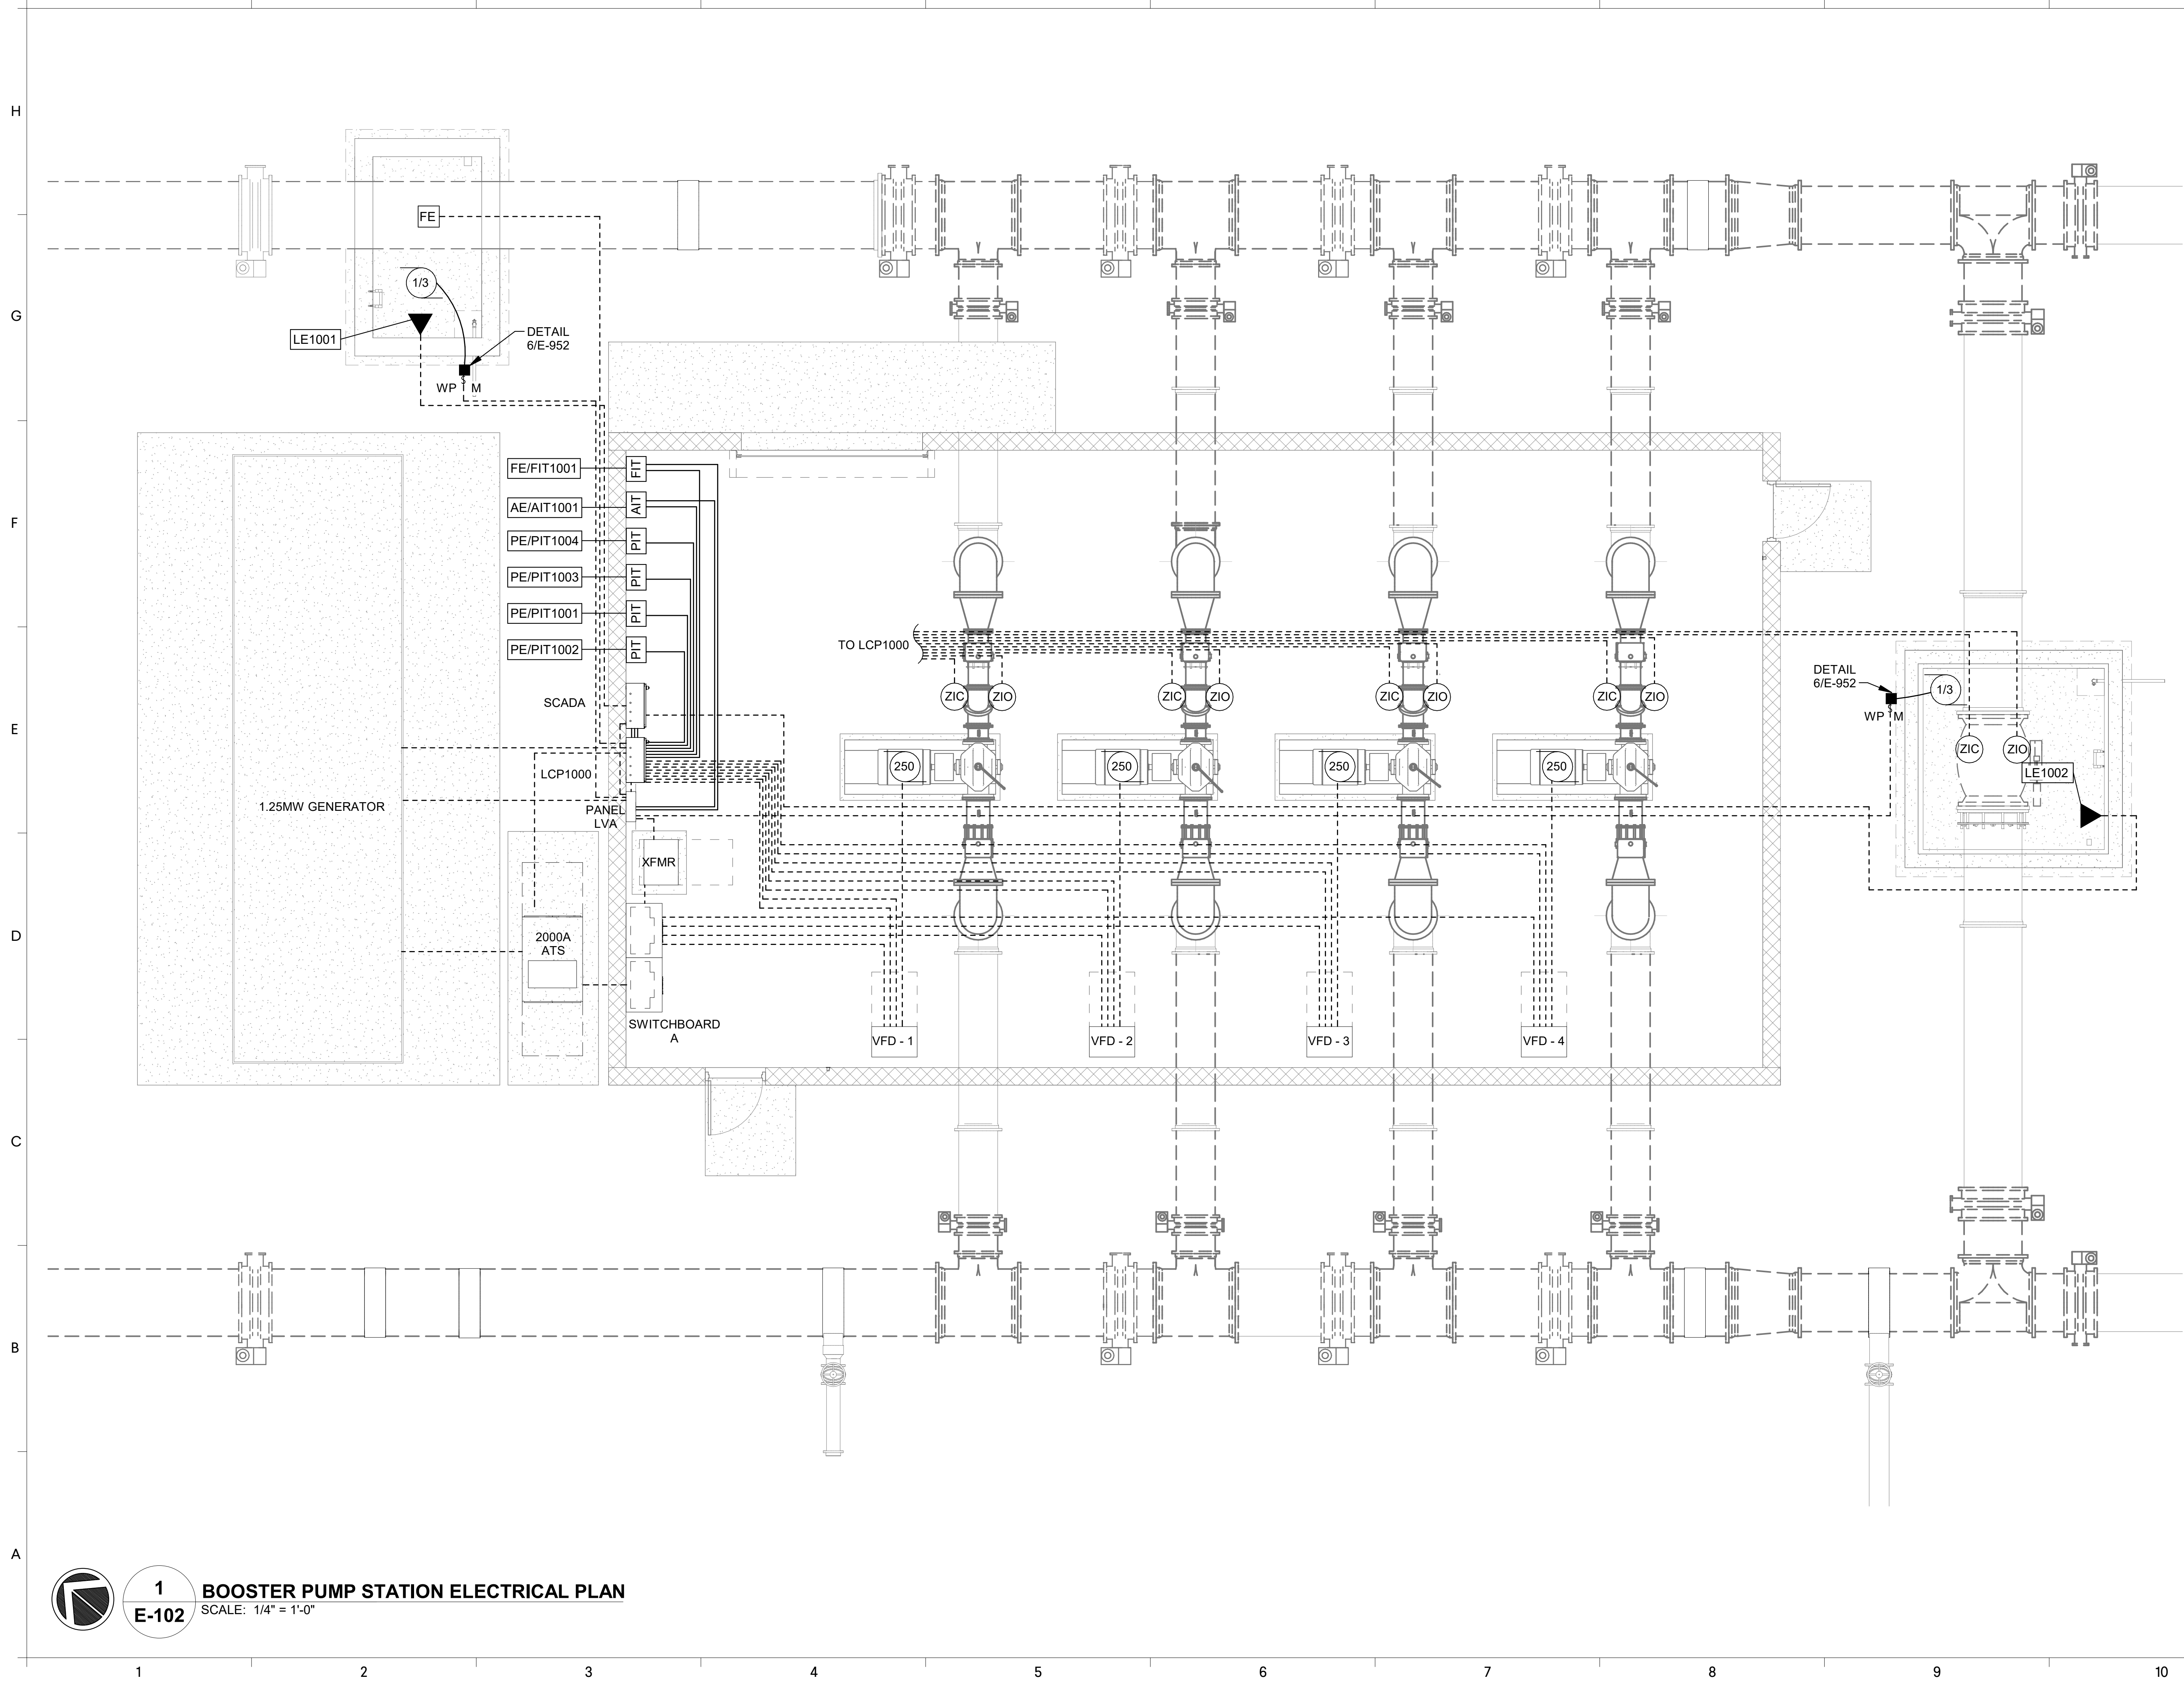 H
FE
1/3
G
LE1001
DETAIL
6/E-952
WP
M
FE/FIT1001
FIT
AE/AIT1001
AIT
F
PE/PIT1004
PIT
PE/PIT1003
PIT
PE/PIT1001
PIT
PE/PIT1002
PIT
TO LCP1000
DETAIL
6/E-952
1/3
ZIC
ZIO
ZIC
ZIO
ZIC
ZIO
ZIC
ZIO
SCADA
WP
M
E
ZIC
ZIO
LE1002
250
250
250
250
LCP1000
1.25MW GENERATOR
PANEL
LVA
XFMR
D
2000A
ATS
SWITCHBOARD
A
VFD - 1
VFD - 2
VFD - 3
VFD - 4
C
B
A
1
E-102
BOOSTER PUMP STATION ELECTRICAL PLAN
SCALE: 1/4" = 1'-0"
1
2
3
4
5
6
7
8
9
10